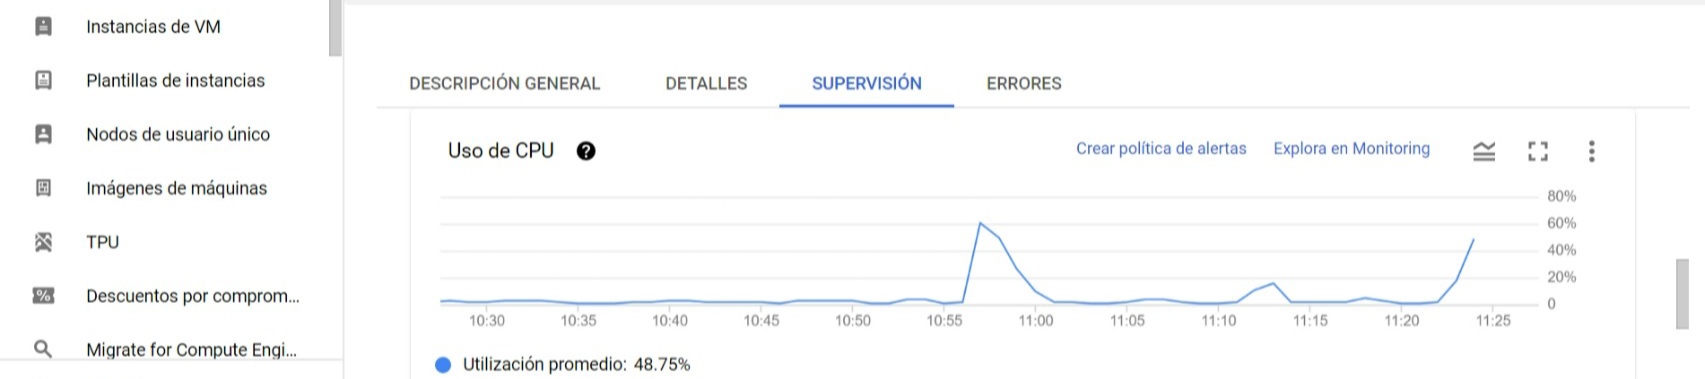 Instancias de VM
Plantillas de instancias
Nodos de usuario único
Imágenes de máquinas
TPU
Descuentos por comprom...
Migrate for Compute Engi...
DESCRIPCIÓN GENERAL
DETALLES
SUPERVISIÓN
ERRORES
Uso de CPU
Crear política de alertas
Explora en Monitoring
80%
60%
40%
20%
0
10:30 10:35 10:40 10:45 10:50 10:55 11:00 11:05 11:10 11:15 11:20 11:25
Utilización promedio: 48.75%